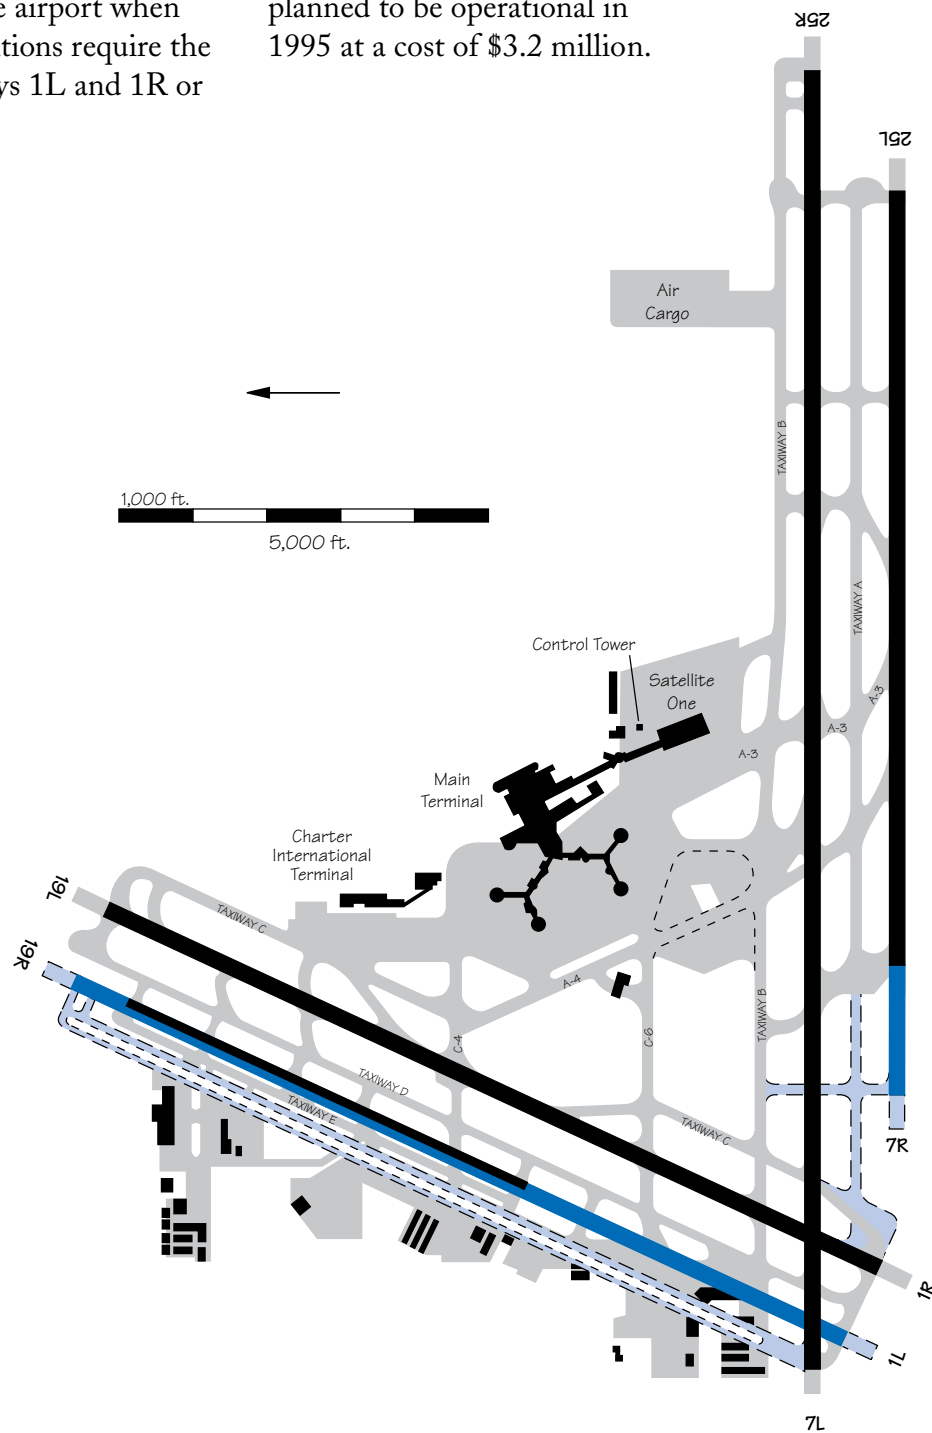 e airport when
tions require the
ys 1L and 1R or
planned to be operational in
1995 at a cost of $3.2 million.
25R
25L
Air
Cargo
TAXIWAY B
1,000 ft.
5,000 ft.
TAXIWAY A
Control Tower
Satellite
One
A-3
A-3
A-3
Main
Terminal
Charter
International
Terminal
19L
TAXIWAY C
19R
A-4
TAXIWAY B
C-4
C-6
TAXIWAY D
TAXIWAY E
TAXIWAY C
7R
1R
1L
7L